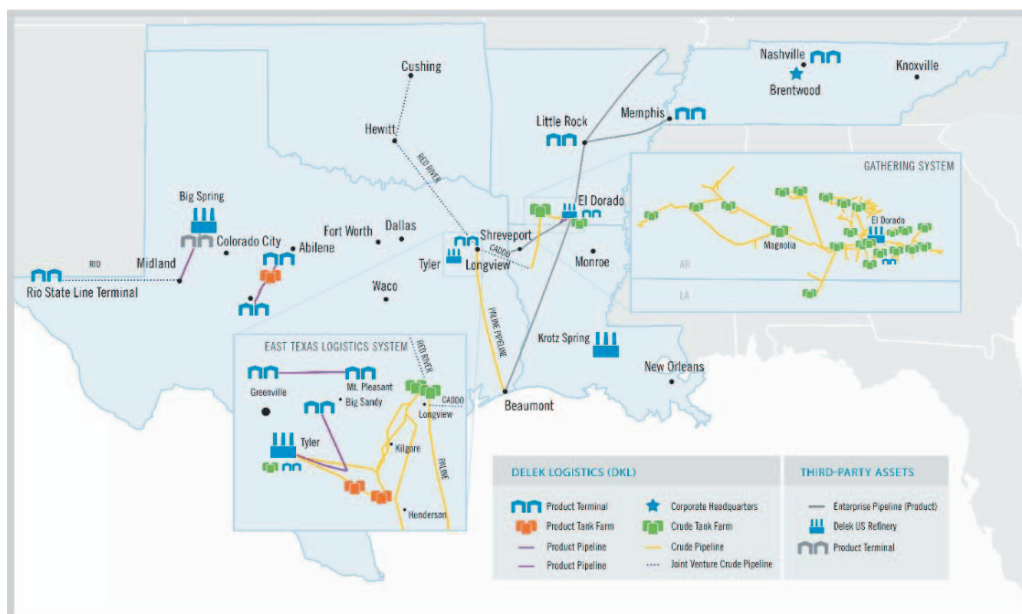 Nashville
Knoxville
Brentwood
Cushing
Memphis
Little Rock
Hewitt
RED RIVER
GATHERING SYSTEM
El Dorado
Magnolia
AR
LA
Big Spring
El Dorado
Colorado City
Abilene
Fort Worth
Dallas
Shreveport
CADDO
Monroe
Tyler
Longview
RIO
Midland
Rio State Line Terminal
Waco
PALINE PIPELINE
Krotz Spring
New Orleans
Beaumont
EAST TEXAS LOGISTICS SYSTEM
RED RIVER
Mt. Pleasant
Greenville
Big Sandy
Longview
CADDO
Tyler
Kilgore
PALINE
Henderson
DELEK LOGISTICS (DKL)
Product Terminal
Corporate Headquarters
Product Tank Farm
Crude Tank Farm
Product Pipeline
Crude Pipeline
Product Pipeline
Joint Venture Crude Pipeline
THIRD-PARTY ASSETS
Enterprise Pipeline (Product)
Delek US Refinery
Product Terminal